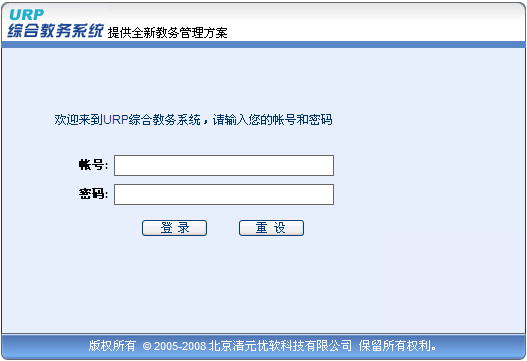 URP
综合教务系统 提供全新教务管理方案
欢迎来到URP综合教务系统，请输入您的帐号和密码
帐号:
密码:
登 录 重 设
版权所有 © 2005-2008 北京清元优软科技有限公司 保留所有权利。